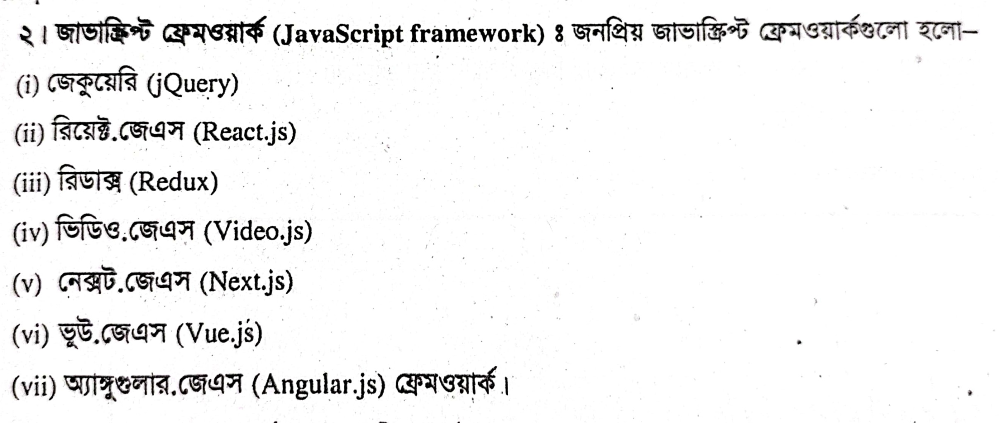 ২। জাভাস্ক্রিপ্ট ফ্রেমওয়ার্ক (JavaScript framework) ঃ জনপ্রিয় জাভাস্ক্রিপ্ট ফ্রেমওয়ার্কগুলো হলো—
(i) জেকুয়েরি (jQuery)
(ii) রিয়েক্ট.জেএস (React.js)
(iii) রিডাক্স (Redux)
(iv) ভিডিও.জেএস (Video.js)
(v) নেক্সট.জেএস (Next.js)
(vi) ভূউ.জেএস (Vue.js)
(vii) অ্যাঙ্গুগুলার.জেএস (Angular.js) ফ্রেমওয়ার্ক।